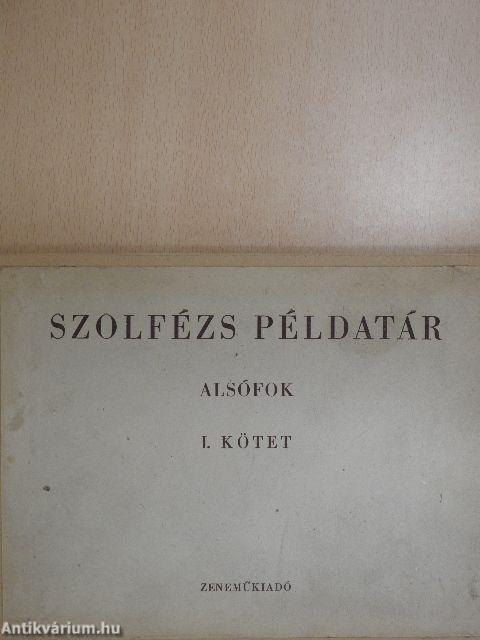 SZOLFÉZS PÉLDATÁR
ALSÓFOK
I. KÖTET
ZENEMŰKIADÓ
Antikvárium.hu